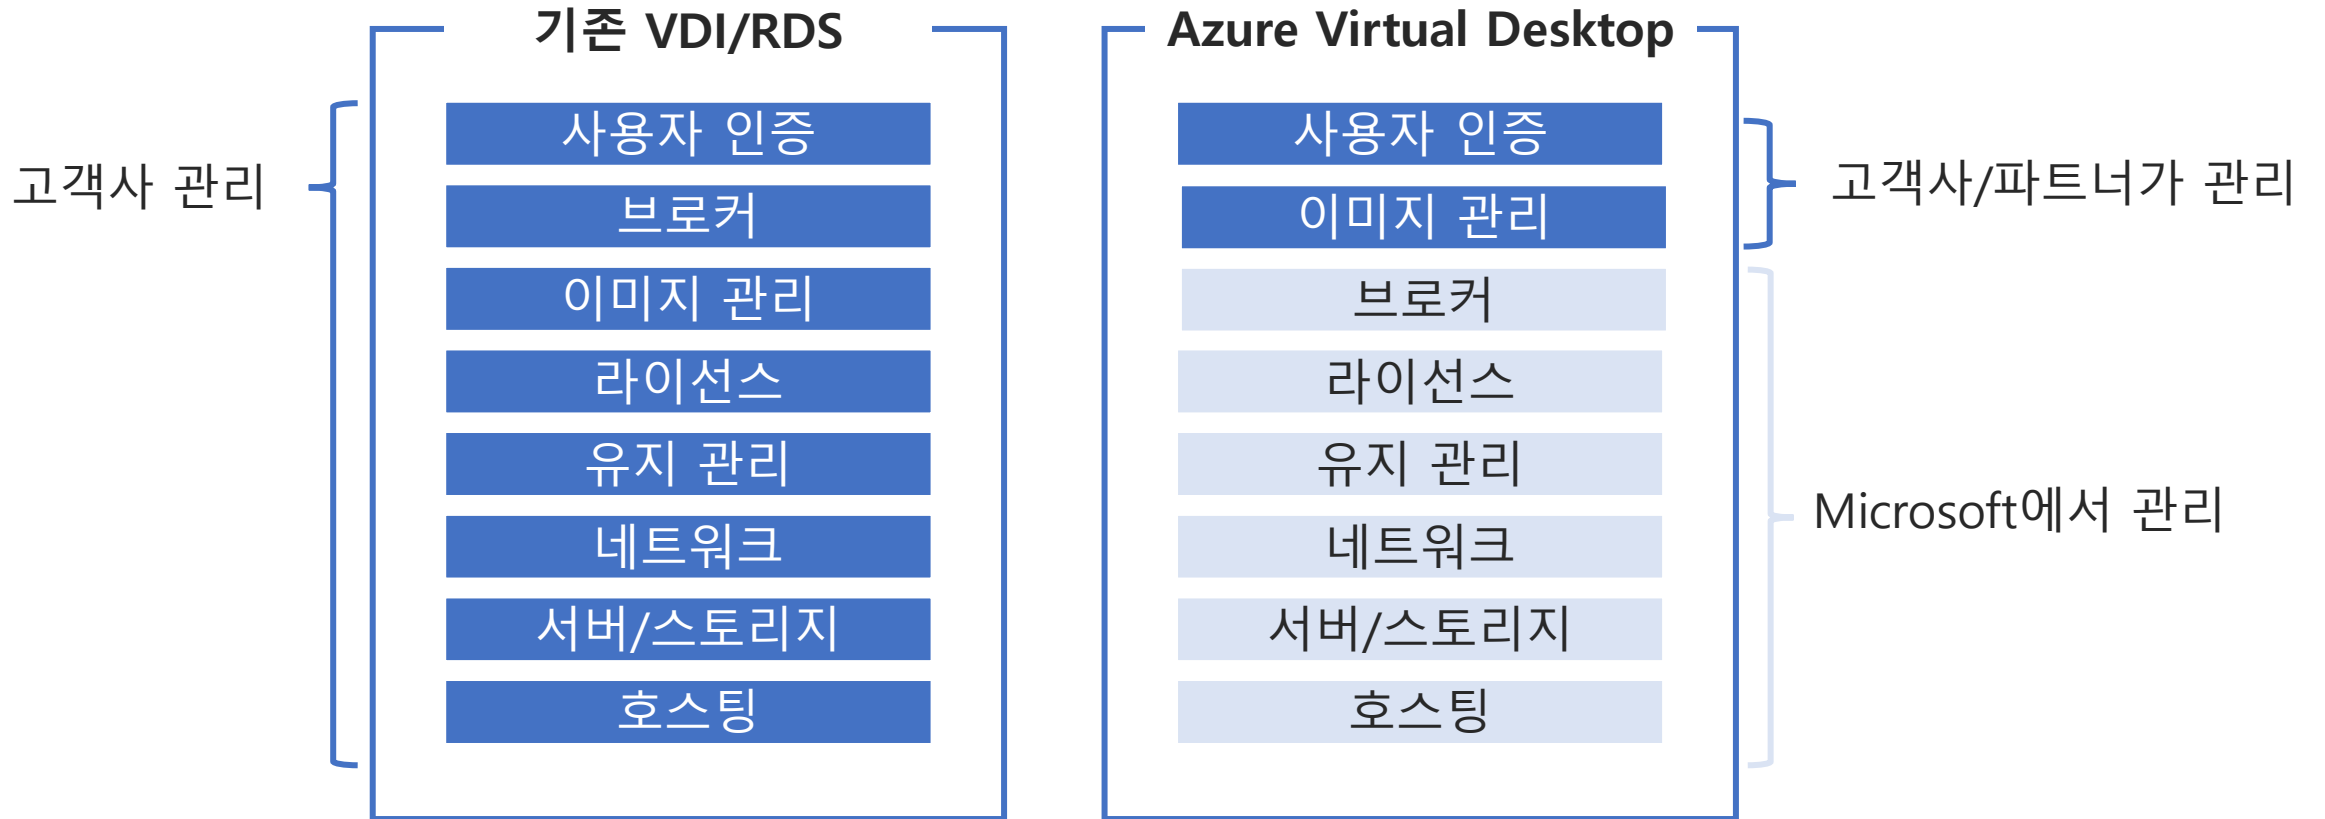 기존 VDI/RDS
고객사 관리
사용자 인증
브로커
이미지 관리
라이선스
유지 관리
네트워크
서버/스토리지
호스팅
Azure Virtual Desktop
사용자 인증
이미지 관리
브로커
라이선스
유지 관리
네트워크
서버/스토리지
호스팅
고객사/파트너가 관리
Microsoft에서 관리